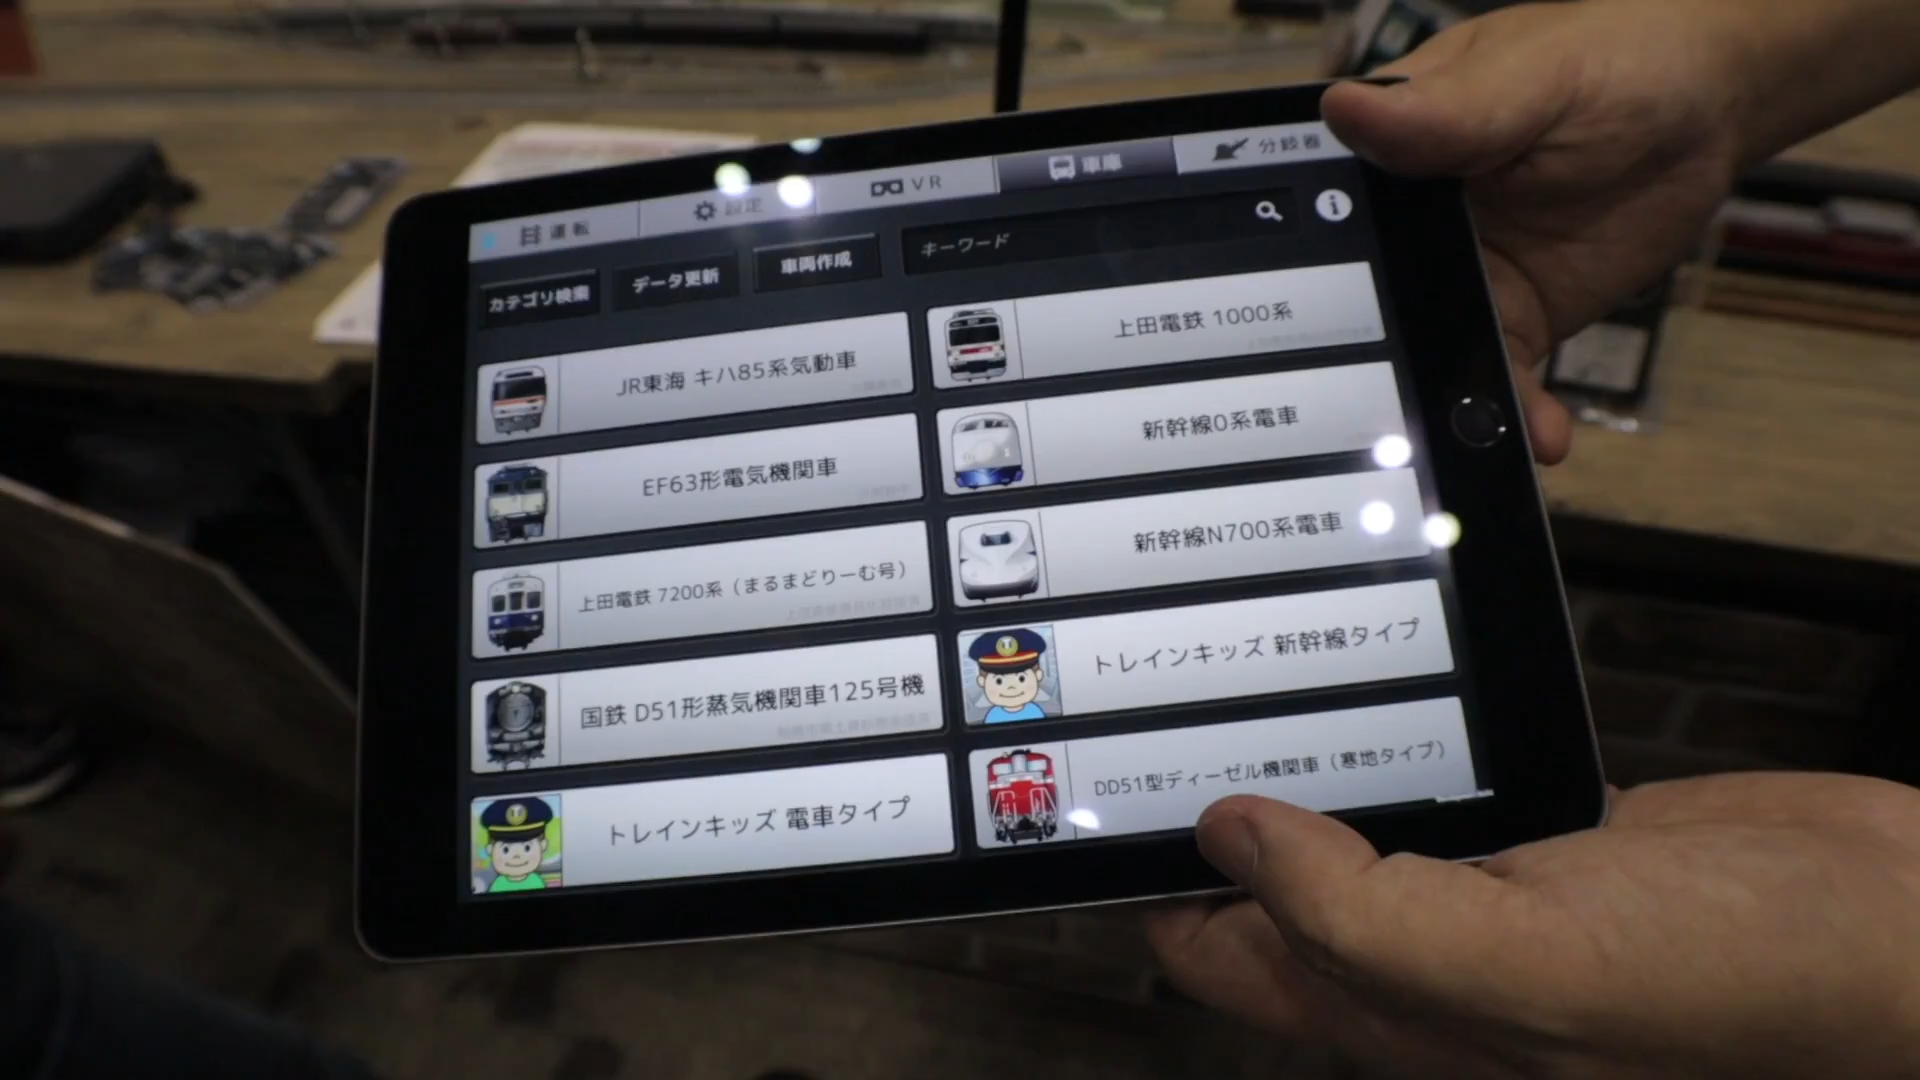 運転
設定
VR
車庫
分岐器
カテゴリ検索
データ更新
車両作成
キーワード
JR東海 キハ85系気動車
上田電鉄 1000系
EF63形電気機関車
新幹線0系電車
上田電鉄 7200系（まるまどりーむ号）
新幹線N700系電車
国鉄 D51形蒸気機関車125号機
トレインキッズ 新幹線タイプ
トレインキッズ 電車タイプ
DD51型ディーゼル機関車（寒地タイプ）